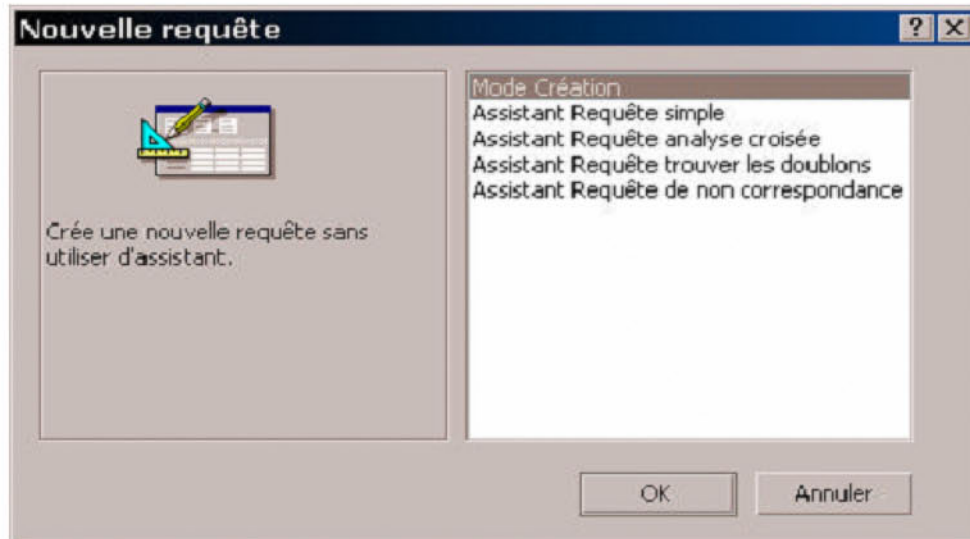 Nouvelle requête
Crée une nouvelle requête sans
utiliser d'assistant.
Mode Création
Assistant Requête simple
Assistant Requête analyse croisée
Assistant Requête trouver les doublons
Assistant Requête de non correspondance
OK
Annuler